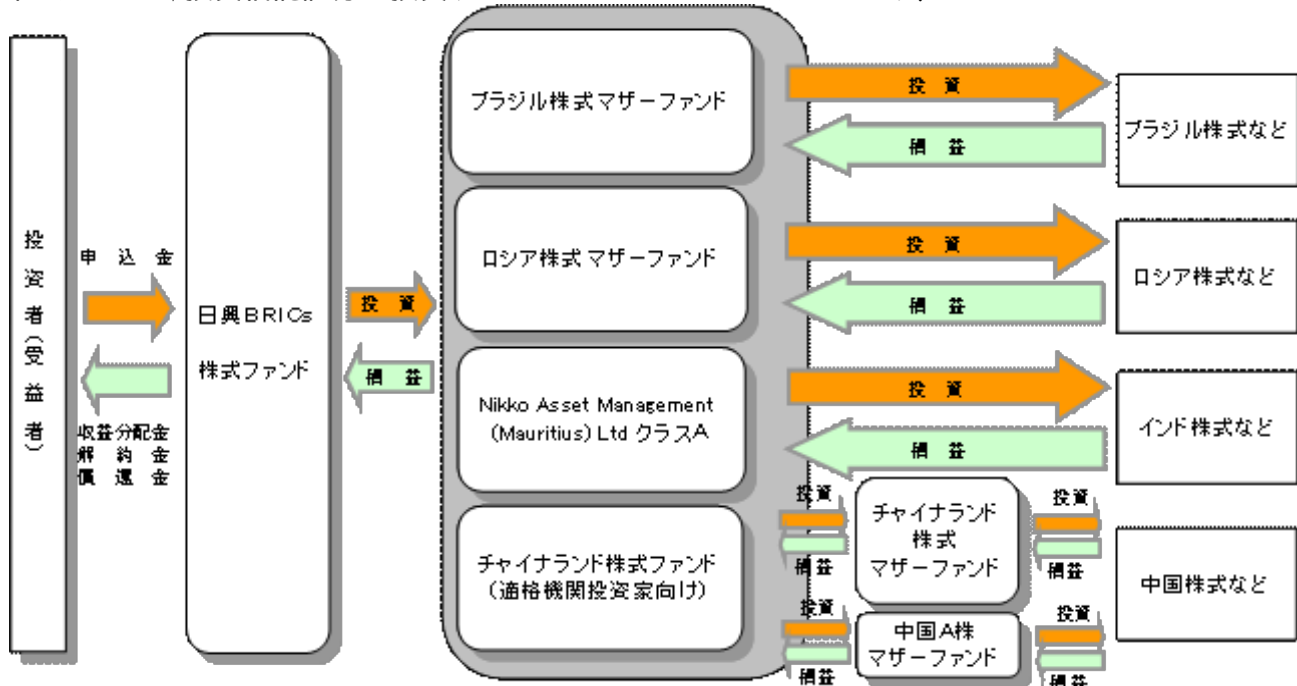 投資者(受益者)
申込金
収益分配金
解約金
償還金
日興BRICs
株式ファンド
投資
損益
ブラジル株式マザーファンド
ロシア株式マザーファンド
Nikko Asset Management
(Mauritius) Ltd クラスA
チャイナランド株式ファンド
(適格機関投資家向け)
投資
損益
ブラジル株式など
投資
損益
ロシア株式など
投資
損益
インド株式など
投資
損益
チャイナランド
株式
マザーファンド
投資
損益
投資
損益
中国A株
マザーファンド
投資
損益
中国株式など